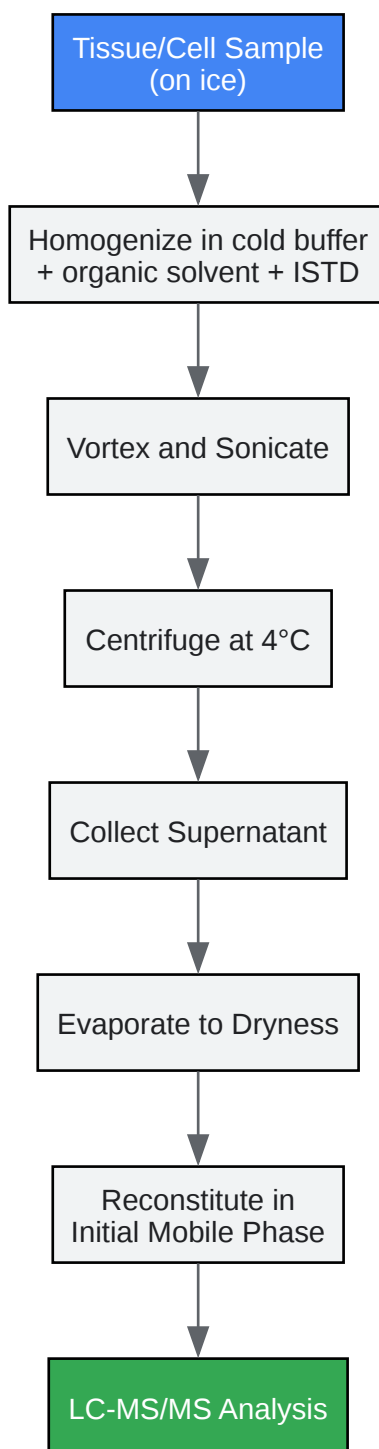 Tissue/Cell Sample
(on ice)
Homogenize in cold buffer
+ organic solvent + ISTD
Vortex and Sonicate
Centrifuge at 4°C
Collect Supernatant
Evaporate to Dryness
Reconstitute in
Initial Mobile Phase
LC-MS/MS Analysis